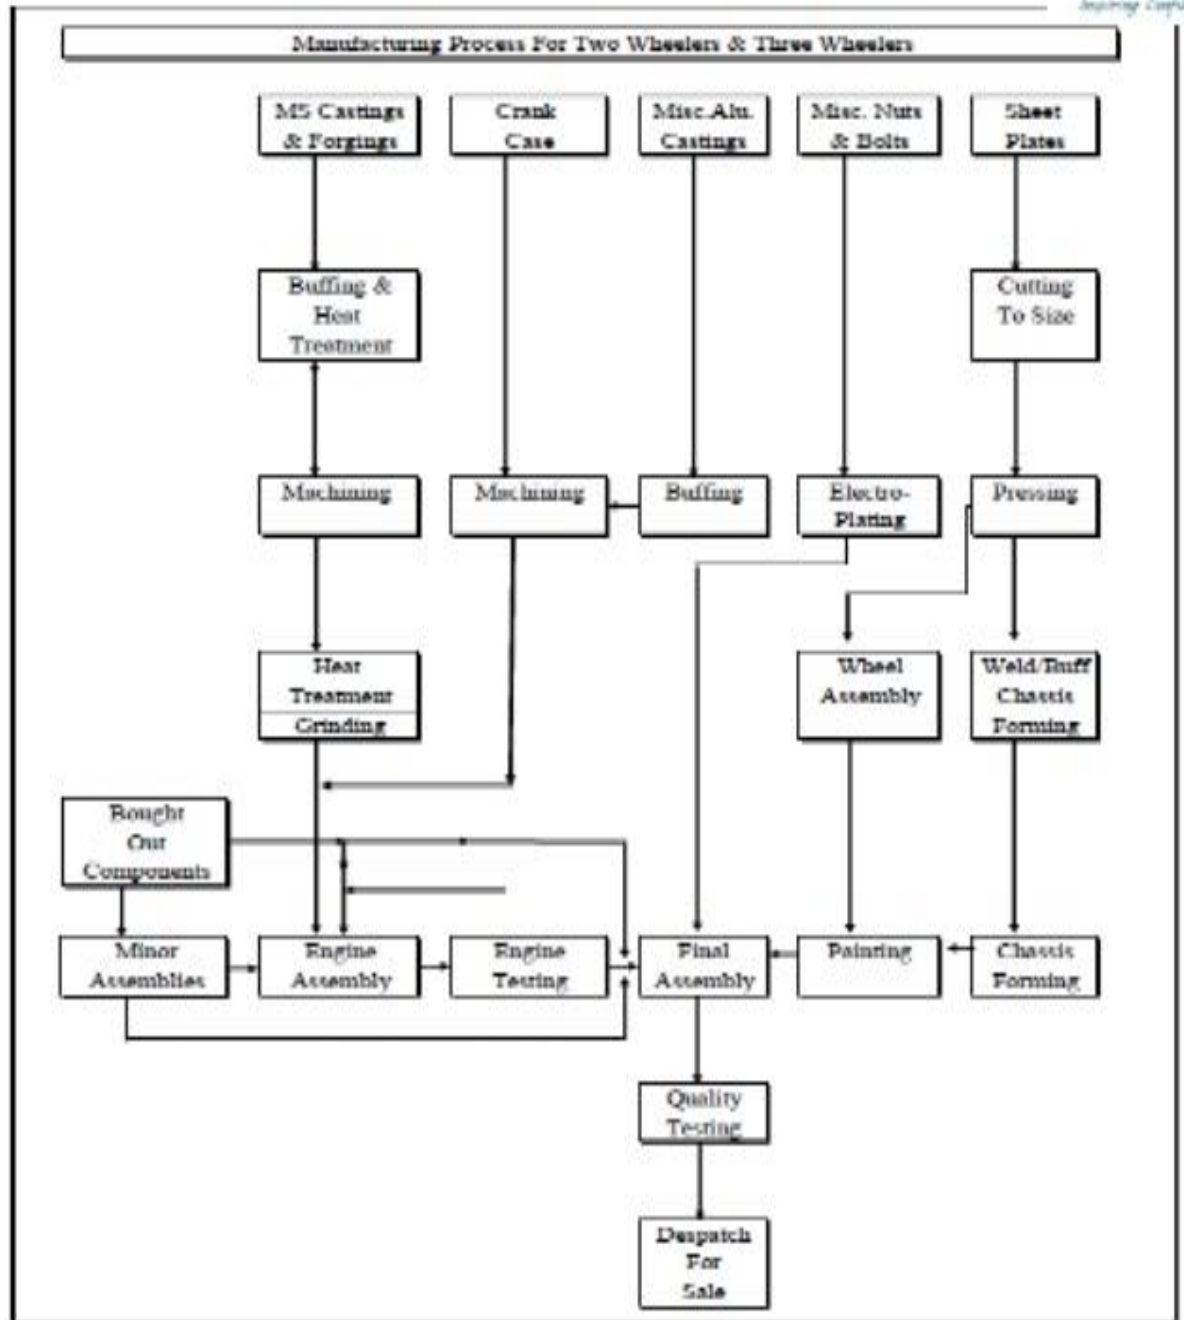 Inspiring
Manufacturing Process For Two Wheelers & Three Wheelers
MS Castings
& Forgings
Crank
Case
Misc.Alu.
Castings
Misc. Nuts
& Bolts
Sheet
Plates
Buffing &
Heat
Treatment
Cutting
To Size
Machining
Machining
Buffing
Electro-
Plating
Pressing
Heat
Treatment
Grinding
Wheel
Assembly
Weld/Buff
Chassis
Forming
Bought
Out
Components
Minor
Assemblies
Engine
Assembly
Engine
Testing
Final
Assembly
Painting
Chassis
Forming
Quality
Testing
Despatch
For
Sale